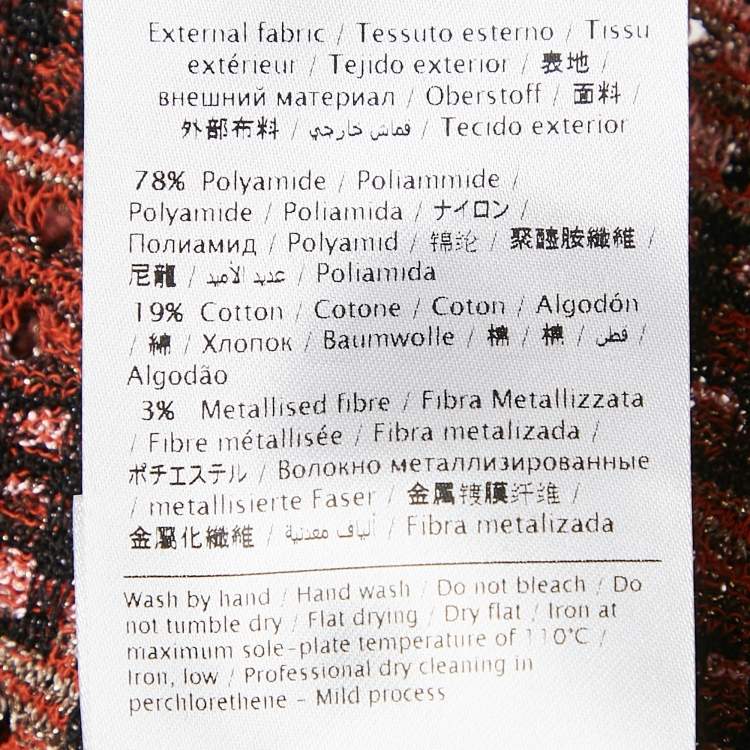 External fabric / Tessuto esterno / Tissu
extérieur / Tejido exterior / 表地 /
внешний материал / Oberstoff / 面料 /
外部布料 / قماش خارجي / Tecido exterior
78% Polyamide / Poliammide /
Polyamide / Poliamida / ナイロン /
Полиамид / Polyamid / 锦纶 / 聚醯胺纖維 /
尼龍 / عديد الأميد / Poliamida
19% Cotton / Cotone / Coton / Algodón
/ 綿 / Хлопок / Baumwolle / 棉 / 棉 / قطن /
Algodão
3% Metallised fibre / Fibra Metallizzata
/ Fibre métallisée / Fibra metalizada /
ポチエステル / Волокно металлизированные
/ metallisierte Faser / 金属镀膜纤维 /
金屬化纖維 / ألياف معدنية / Fibra metalizada
Wash by hand / Hand wash / Do not bleach / Do
not tumble dry / Flat drying / Dry flat / Iron at
maximum sole-plate temperature of 110°C /
Iron, low / Professional dry cleaning in
perchlorethene - Mild process